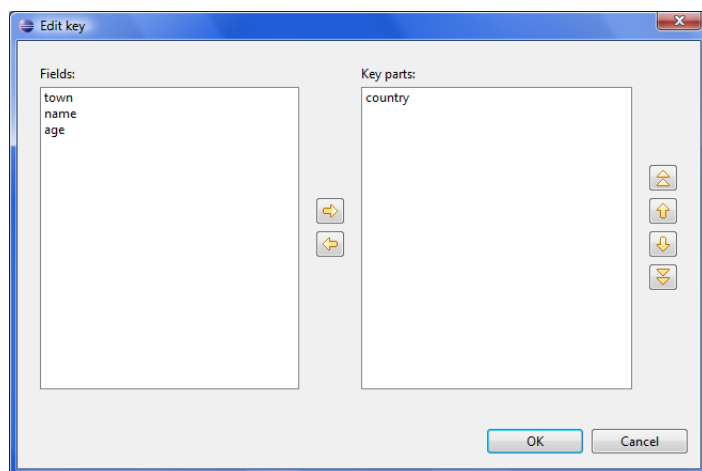 Edit key
Fields:
town
name
age
Key parts:
country
OK
Cancel